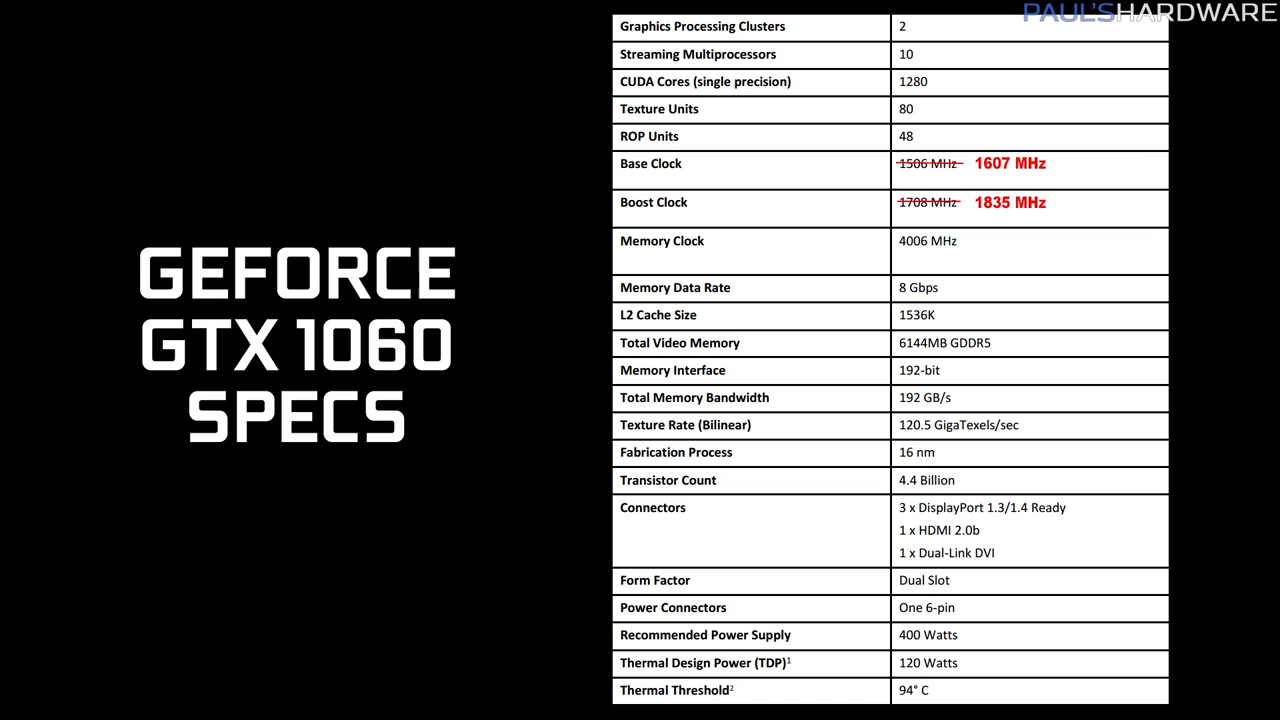 PAUL'SHARDWARE
GEFORCE
GTX 1060
SPECS
Graphics Processing Clusters 2
Streaming Multiprocessors 10
CUDA Cores (single precision) 1280
Texture Units 80
ROP Units 48
Base Clock 1506 MHz 1607 MHz
Boost Clock 1708 MHz 1835 MHz
Memory Clock 4006 MHz
Memory Data Rate 8 Gbps
L2 Cache Size 1536K
Total Video Memory 6144MB GDDR5
Memory Interface 192-bit
Total Memory Bandwidth 192 GB/s
Texture Rate (Bilinear) 120.5 GigaTexels/sec
Fabrication Process 16 nm
Transistor Count 4.4 Billion
Connectors 3 x DisplayPort 1.3/1.4 Ready
1 x HDMI 2.0b
1 x Dual-Link DVI
Form Factor Dual Slot
Power Connectors One 6-pin
Recommended Power Supply 400 Watts
Thermal Design Power (TDP)¹ 120 Watts
Thermal Threshold² 94° C